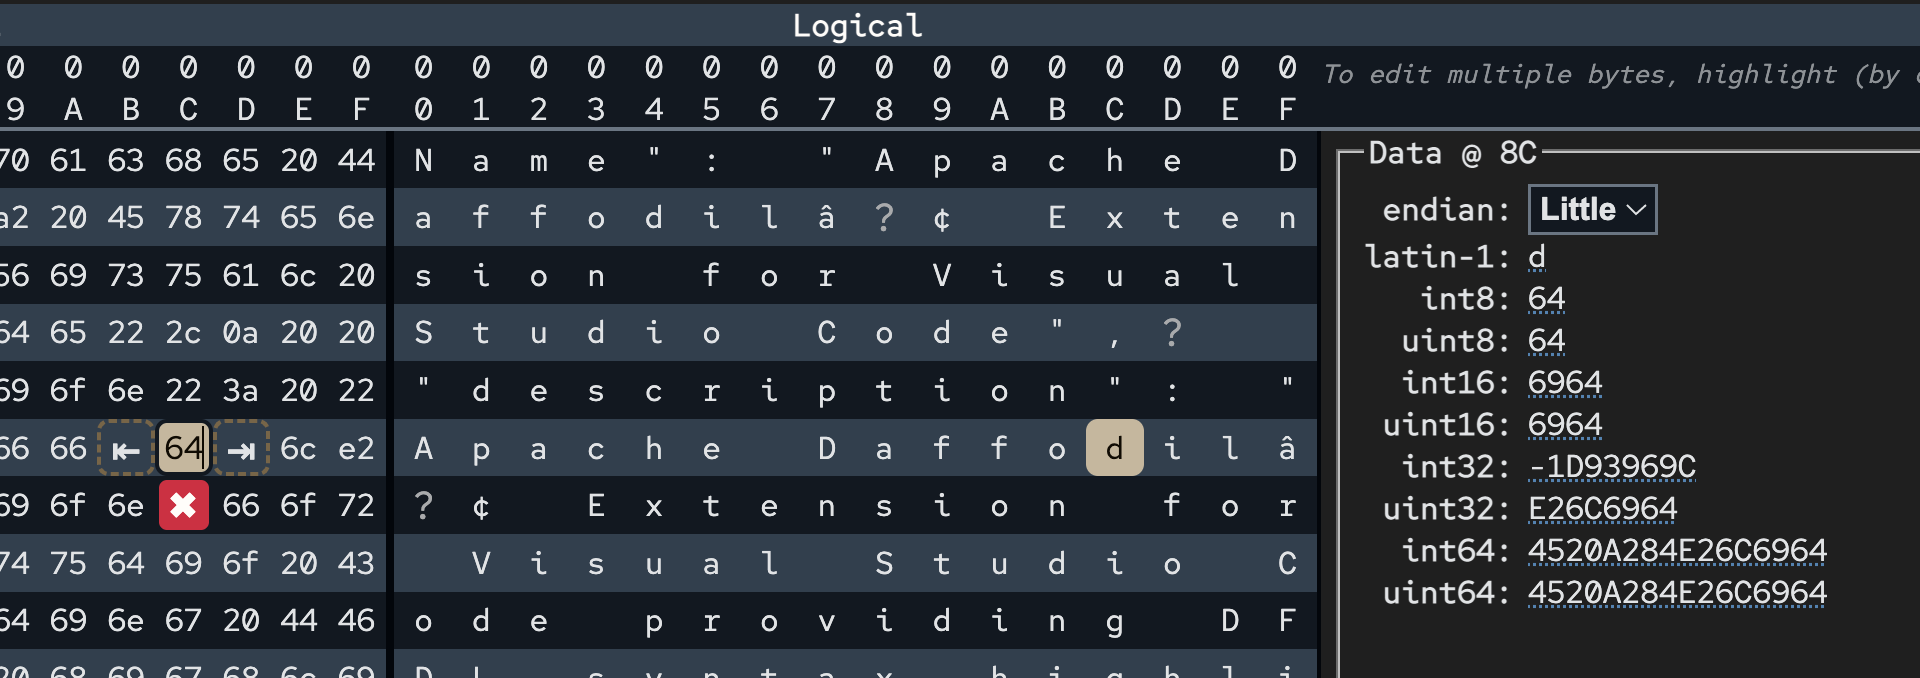 Logical
0 0 0 0 0 0 0 0 0 0 0 0 0 0 0 0 0 0 0 0 0 0 0 To edit multiple bytes, highlight (by
9 A B C D E F 0 1 2 3 4 5 6 7 8 9 A B C D E F
70 61 63 68 65 20 44 N a m e " : " A p a c h e D
a2 20 45 78 74 65 6e a f f o d i l â ? ¢ E x t e n
56 69 73 75 61 6c 20 s i o n f o r V i s u a l
64 65 22 2c 0a 20 20 S t u d i o C o d e " , ?
69 6f 6e 22 3a 20 22 " d e s c r i p t i o n " : "
66 66 64 6c e2 A p a c h e D a f f o d i l â
69 6f 6e 66 6f 72 ? ¢ E x t e n s i o n f o r
74 75 64 69 6f 20 43 V i s u a l S t u d i o C
64 69 6e 67 20 44 46 o d e p r o v i d i n g D F
Data @ 8C
endian: Little
latin-1: d
int8: 64
uint8: 64
int16: 6964
uint16: 6964
int32: -1D93969C
uint32: E26C6964
int64: 4520A284E26C6964
uint64: 4520A284E26C6964